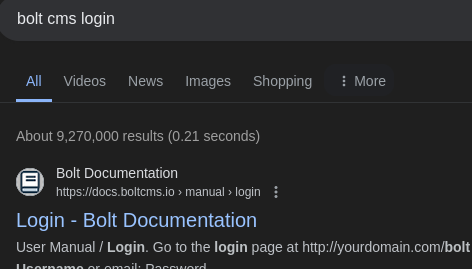 bolt cms login
All Videos News Images Shopping More
About 9,270,000 results (0.21 seconds)
Bolt Documentation
https://docs.boltcms.io › manual › login
Login - Bolt Documentation
User Manual / Login. Go to the login page at http://yourdomain.com/bolt
Username or email; Password